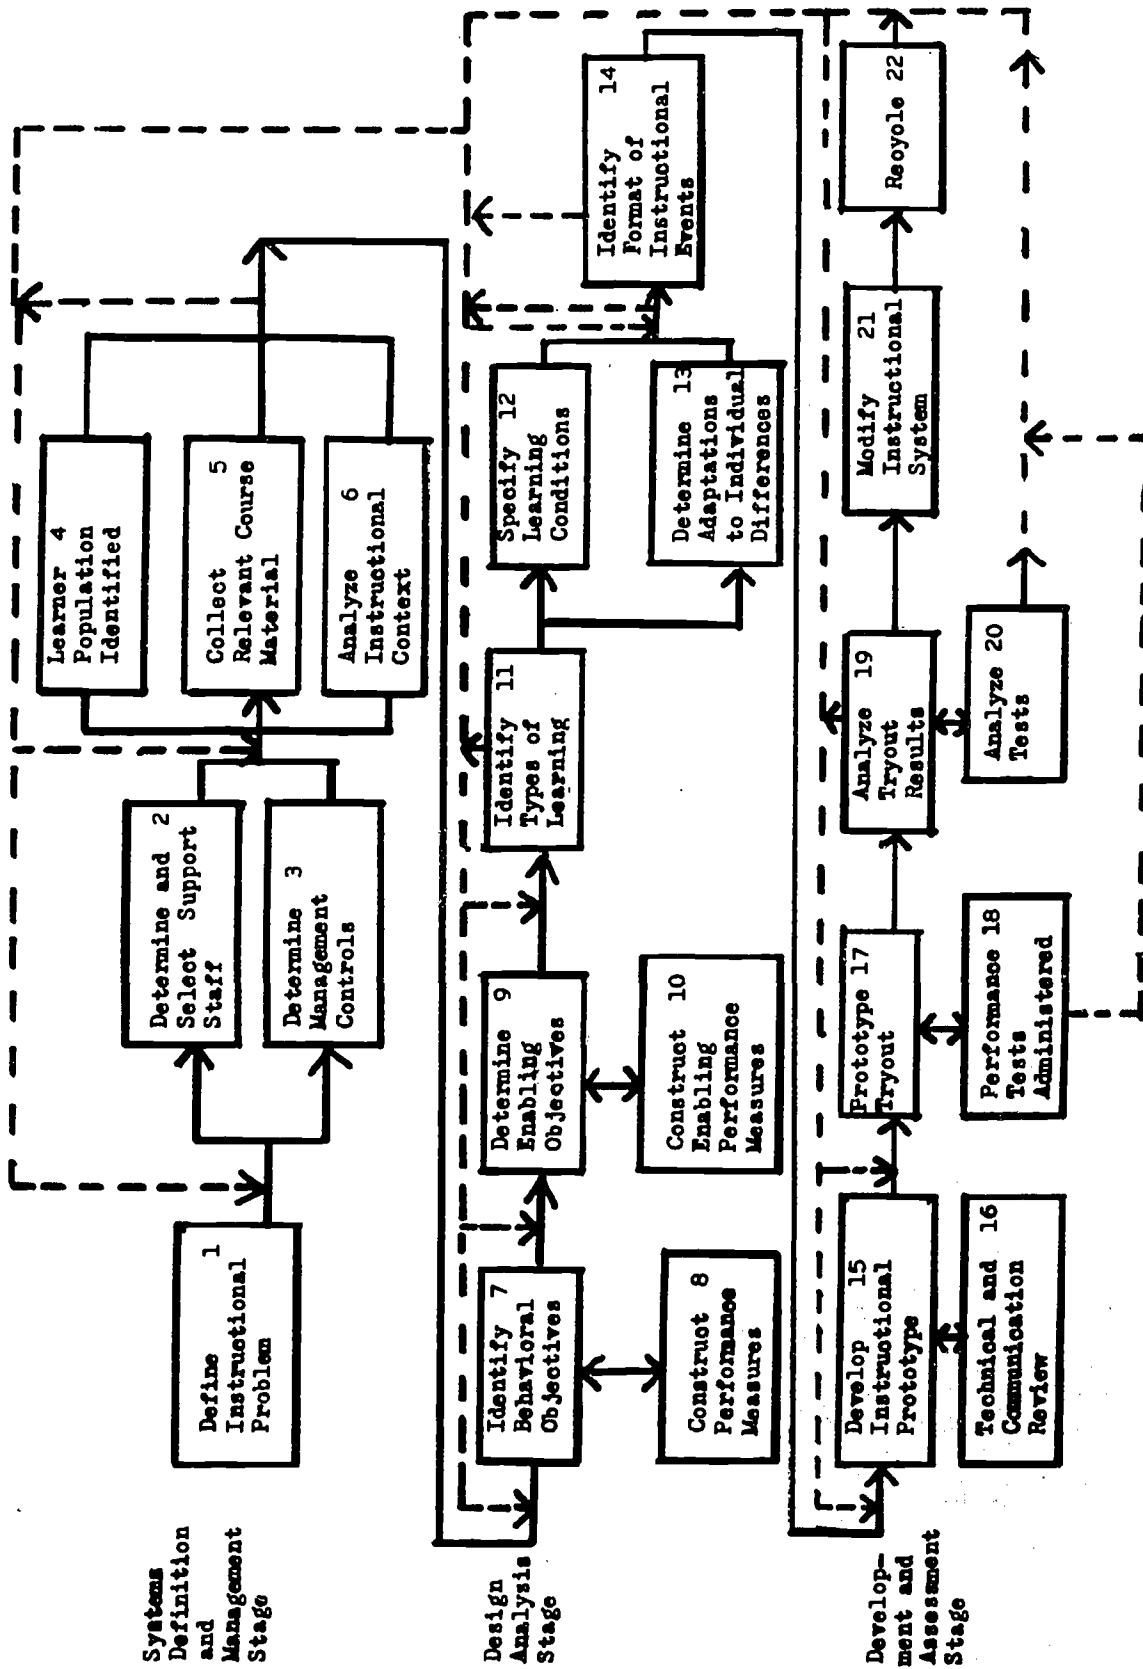 Systems
Definition
and
Management
Stage
Define 1
Instructional
Problem
Determine and 2
Select Support
Staff
Determine 3
Management
Controls
Learner 4
Population
Identified
Collect 5
Relevant Course
Material
Analyze 6
Instructional
Context
Design
Analysis
Stage
Identify 7
Behavioral
Objectives
Construct 8
Performance
Measures
Determine 9
Enabling
Objectives
Construct 10
Enabling
Performance
Measures
Identify 11
Types of
Learning
Specify 12
Learning
Conditions
Determine 13
Adaptations
to Individual
Differences
Identify 14
Format of
Instructional
Events
Develop-
ment and
Assessment
Stage
Develop 15
Instructional
Prototype
Technical and 16
Communication
Review
Prototype 17
Tryout
Performance 18
Tests
Administered
Analyze 19
Tryout
Results
Analyze 20
Tests
Modify 21
Instructional
System
Recyole 22